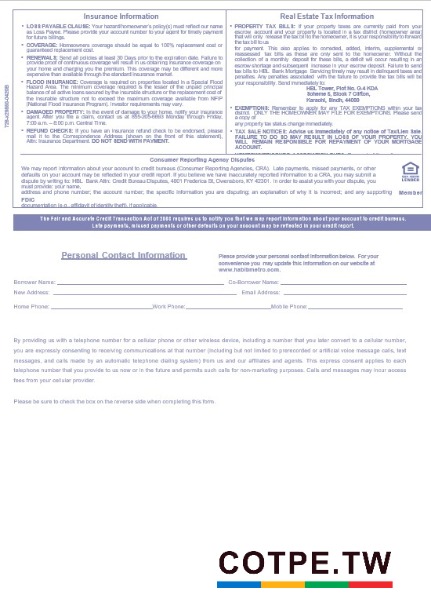 Insurance Information
• LOSS PAYABLE CLAUSE: Your hazard/homeowner's policy(s) must reflect our name
as Loss Payee. Please provide your account number to your agent for timely payment
for future billings.
• COVERAGE: Homeowners coverage should be equal to 100% replacement cost or
guaranteed replacement cost.
• RENEWALS: Send all policies at least 30 Days prior to the expiration date. Failure to
provide proof of continuous coverage will result in us ordering insurance coverage on
your home and charging you the premium. This coverage may be different and more
expensive than available through the standard insurance market.
• FLOOD INSURANCE: Coverage is required on properties located in a Special Flood
Hazard Area. The minimum coverage required is the lesser of the unpaid principal
balance of all active loans secured by the insurable structure or the replacement cost of
the insurable structure not to exceed the maximum coverage available from NFIP
(National Flood Insurance Program). Investor requirements may vary
• DAMAGED PROPERTY: In the event of damage to your home, notify your insurance
agent. After you file a claim, contact us at Monday through Friday,
7:00 a.m. – 8:00 p.m. Central Time.
• REFUND CHECKS: If you have an insurance refund check to be endorsed, please
mail it to the Correspondence Address (shown on the front of this statement),
Attn: Insurance Department. DO NOT SEND WITH PAYMENT.
Real Estate Tax Information
• PROPERTY TAX BILLS: If your property taxes are currently paid from your
escrow account and your property is located in a tax district (homeowner area)
that will only release the tax bill to the homeowner, it is your responsibility to forward
the tax bill to us
for payment. This also applies to corrected, added, interim, supplemental or
reassessment tax bills as these are only sent to the homeowner. Without the
collection of a monthly deposit for these bills, a debit will occur resulting in an
escrow shortage and subsequent increase in your escrow deposit. Failure to send
tax bills to HBL Bank Mortgage Servicing timely may result in delinquent taxes and
penalties. Any penalties associated with failure to provide the tax bills will be
your responsibility. Send immediately to:
HBL Tower, Plot No. G-4 KDA
Scheme 5, Block 7 Clifton,
Karachi, Sindh, 44000
• EXEMPTIONS: Remember to apply for any TAX EXEMPTIONS within your tax
district. ONLY THE HOMEOWNER MAY FILE FOR EXEMPTIONS. Please send
a copy of
any property tax status change immediately.
• TAX SALE NOTICES: Advise us immediately of any notice of Tax/Lien Sale.
FAILURE TO DO SO MAY RESULT IN LOSS OF YOUR PROPERTY. YOU
WILL REMAIN RESPONSIBLE FOR REPAYMENT OF YOUR MORTGAGE
ACCOUNT.
Consumer Reporting Agency Disputes
We may report information about your account to credit bureaus (Consumer Reporting Agencies, CRA). Late payments, missed payments, or other
defaults on your account may be reflected in your credit report. If you believe we have inaccurately reported information to a CRA, you may submit a
dispute by writing to: HBL Bank Attn: Credit Bureau Disputes, 4801 Frederica St, Owensboro, KY 42301. In order to assist you with your dispute, you
must provide: your name,
address and phone number; the account number; the specific information you are disputing; an explanation of why it is incorrect; and any supporting
Member
FDIC
documentation (e.g., affidavit of identity theft), if applicable.
The Fair and Accurate Credit Transaction Act of 2003 requires us to notify you that we may report information about your account to credit bureaus.
Late payments, missed payments or other defaults on your account may be reflected in your credit report.
Personal Contact Information
Please provide your personal contact information below. For your
convenience you may update this information on our website at
Borrower Name: Co-Borrower Name:
New Address: Email Address:
Home Phone: Work Phone: Mobile Phone
By providing us with a telephone number for a cellular phone or other wireless device, including a number that you later convert to a cellular number,
you are expressly consenting to receiving communications at that number (including but not limited to prerecorded or artificial voice message calls, text
messages, and calls made by an automatic telephone dialing system) from us and our affiliates and agents. This express consent applies to each
telephone number that you provide to us now or in the future and permits such calls for non-marketing purposes. Calls and messages may incur access
fees from your cellular provider.
Please be sure to check the box on the reverse side when completing this form.
COTPE.TW